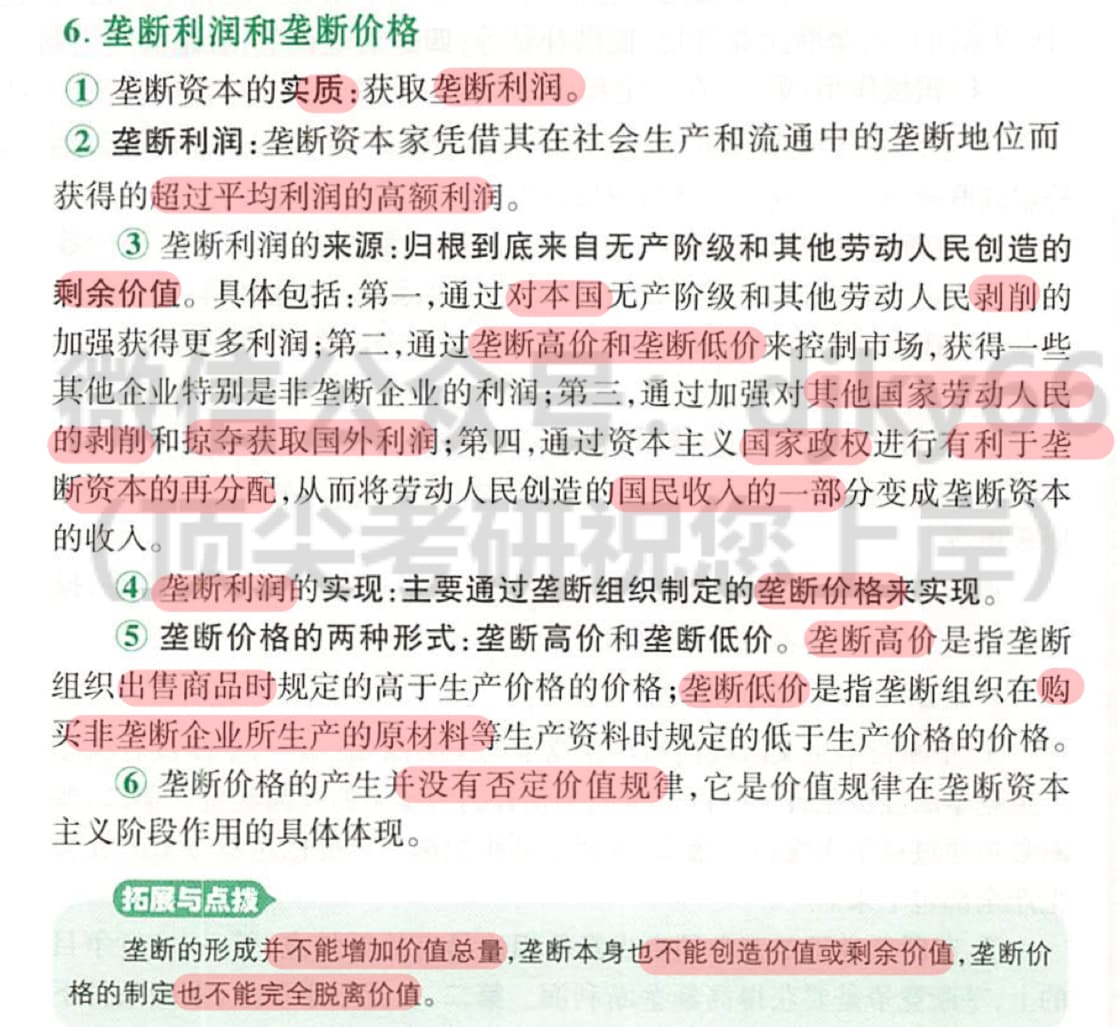 6. 垄断利润和垄断价格
① 垄断资本的实质:获取垄断利润。
② 垄断利润:垄断资本家凭借其在社会生产和流通中的垄断地位而
获得的超过平均利润的高额利润。
③ 垄断利润的来源:归根到底来自无产阶级和其他劳动人民创造的
剩余价值。具体包括:第一,通过对本国无产阶级和其他劳动人民剥削的
加强获得更多利润;第二,通过垄断高价和垄断低价来控制市场,获得一些
其他企业特别是非垄断企业的利润;第三,通过加强对其他国家劳动人民
的剥削和掠夺获取国外利润;第四,通过资本主义国家政权进行有利于垄
断资本的再分配,从而将劳动人民创造的国民收入的一部分变成垄断资本
的收入。
④ 垄断利润的实现:主要通过垄断组织制定的垄断价格来实现。
⑤ 垄断价格的两种形式:垄断高价和垄断低价。垄断高价是指垄断
组织出售商品时规定的高于生产价格的价格;垄断低价是指垄断组织在购
买非垄断企业所生产的原材料等生产资料时规定的低于生产价格的价格。
⑥ 垄断价格的产生并没有否定价值规律,它是价值规律在垄断资本
主义阶段作用的具体体现。
拓展与点拨
垄断的形成并不能增加价值总量,垄断本身也不能创造价值或剩余价值,垄断价
格的制定也不能完全脱离价值。
微信公众号:djky66
(顶尖考研祝您上岸)